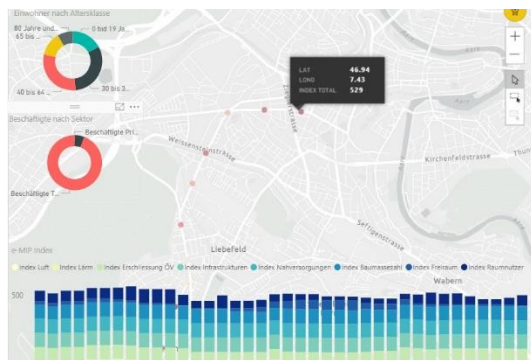 Einwohner nach Altersklasse
80 Jahre und...
0 bis 19 Ja...
65 bis ...
40 bis 64 ...
30 bis 3...
LAT 46.94
LONG 7.43
INDEX TOTAL 529
Beschäftigte nach Sektor
Beschäftigte Pri...
Beschäftigte T...
Weissensteinstrasse
Kirchenfeldstrasse
Thun
Seftigenstrasse
Aare
Liebefeld
Wabern
e-MIP Index
Index Luft Index Lärm Index Erschliessung ÖV Index Infrastrukturen Index Nahversorgungen Index Baumassezahl Index Freiraum Index Raumnutzer
500